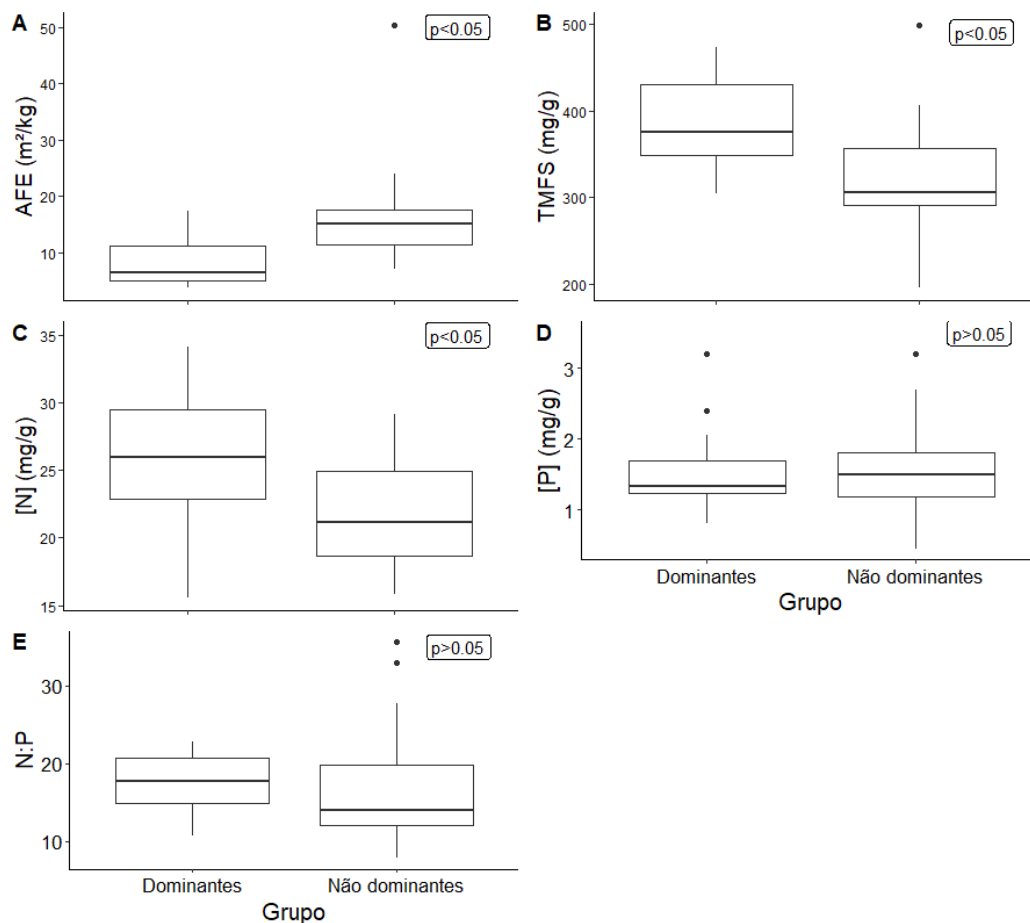 A
p<0.05
AFE (m²/kg)
50
40
30
20
10
B
p<0.05
TMFS (mg/g)
500
400
300
200
C
p<0.05
[N] (mg/g)
35
30
25
20
15
D
p>0.05
[P] (mg/g)
3
2
1
Dominantes Não dominantes
Grupo
E
p>0.05
N:P
30
20
10
Dominantes Não dominantes
Grupo